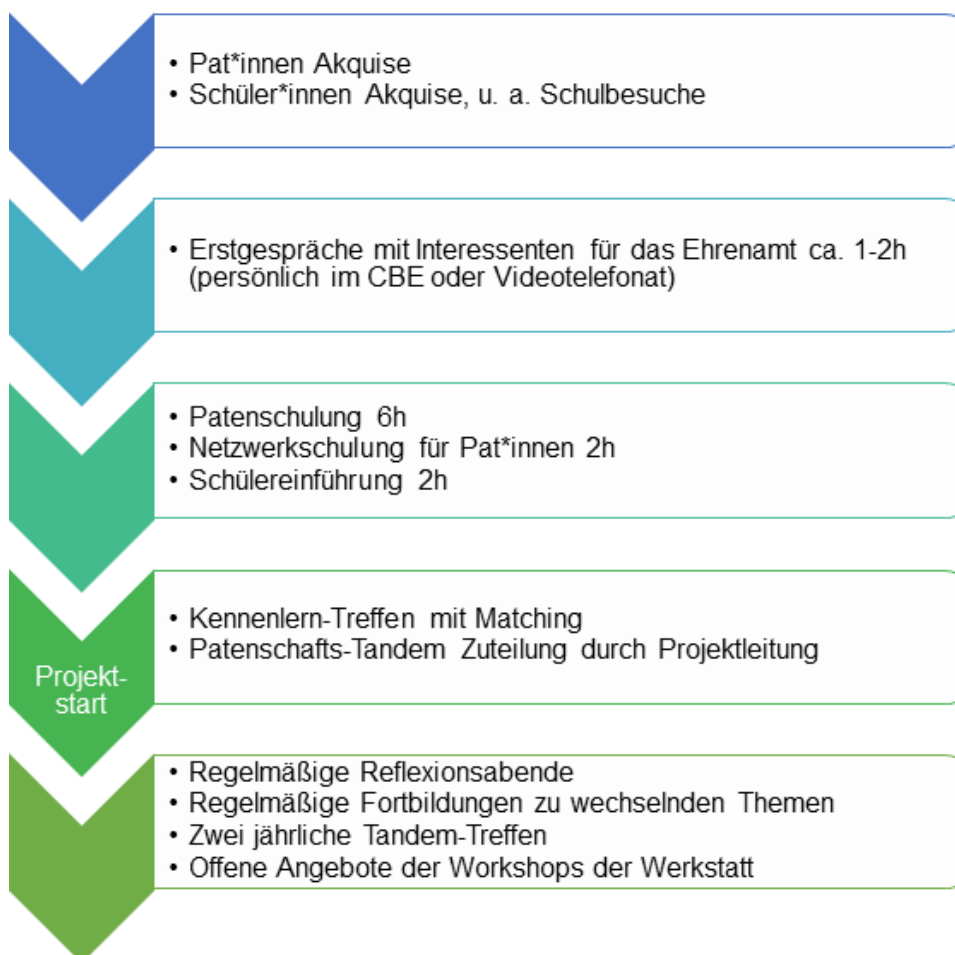 • Pat*innen Akquise
• Schüler*innen Akquise, u. a. Schulbesuche
• Erstgespräche mit Interessenten für das Ehrenamt ca. 1-2h
(persönlich im CBE oder Videotelefonat)
• Patenschulung 6h
• Netzwerkschulung für Pat*innen 2h
• Schülereinführung 2h
Projekt-
start
• Kennenlern-Treffen mit Matching
• Patenschafts-Tandem Zuteilung durch Projektleitung
• Regelmäßige Reflexionsabende
• Regelmäßige Fortbildungen zu wechselnden Themen
• Zwei jährliche Tandem-Treffen
• Offene Angebote der Workshops der Werkstatt